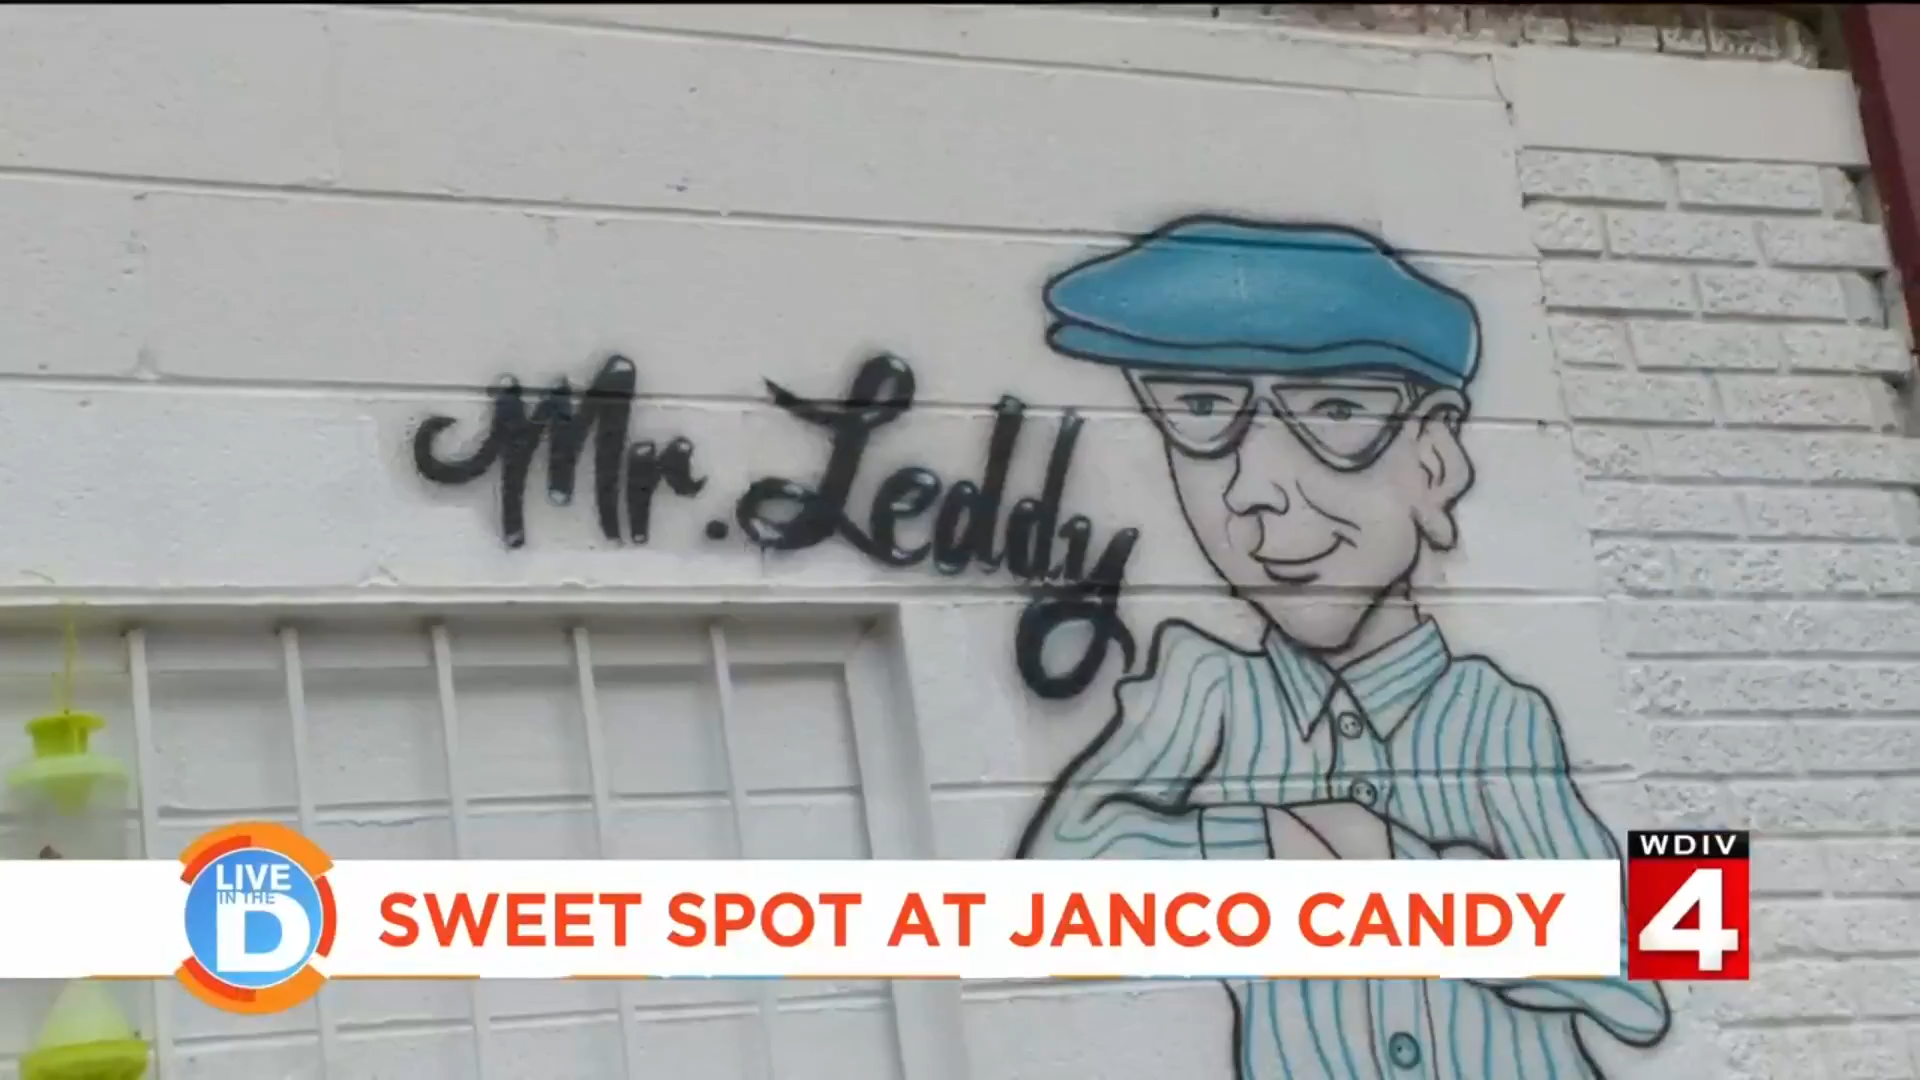 Mr. Leddy
LIVE
IN THE
D
SWEET SPOT AT JANCO CANDY
WDIV
4